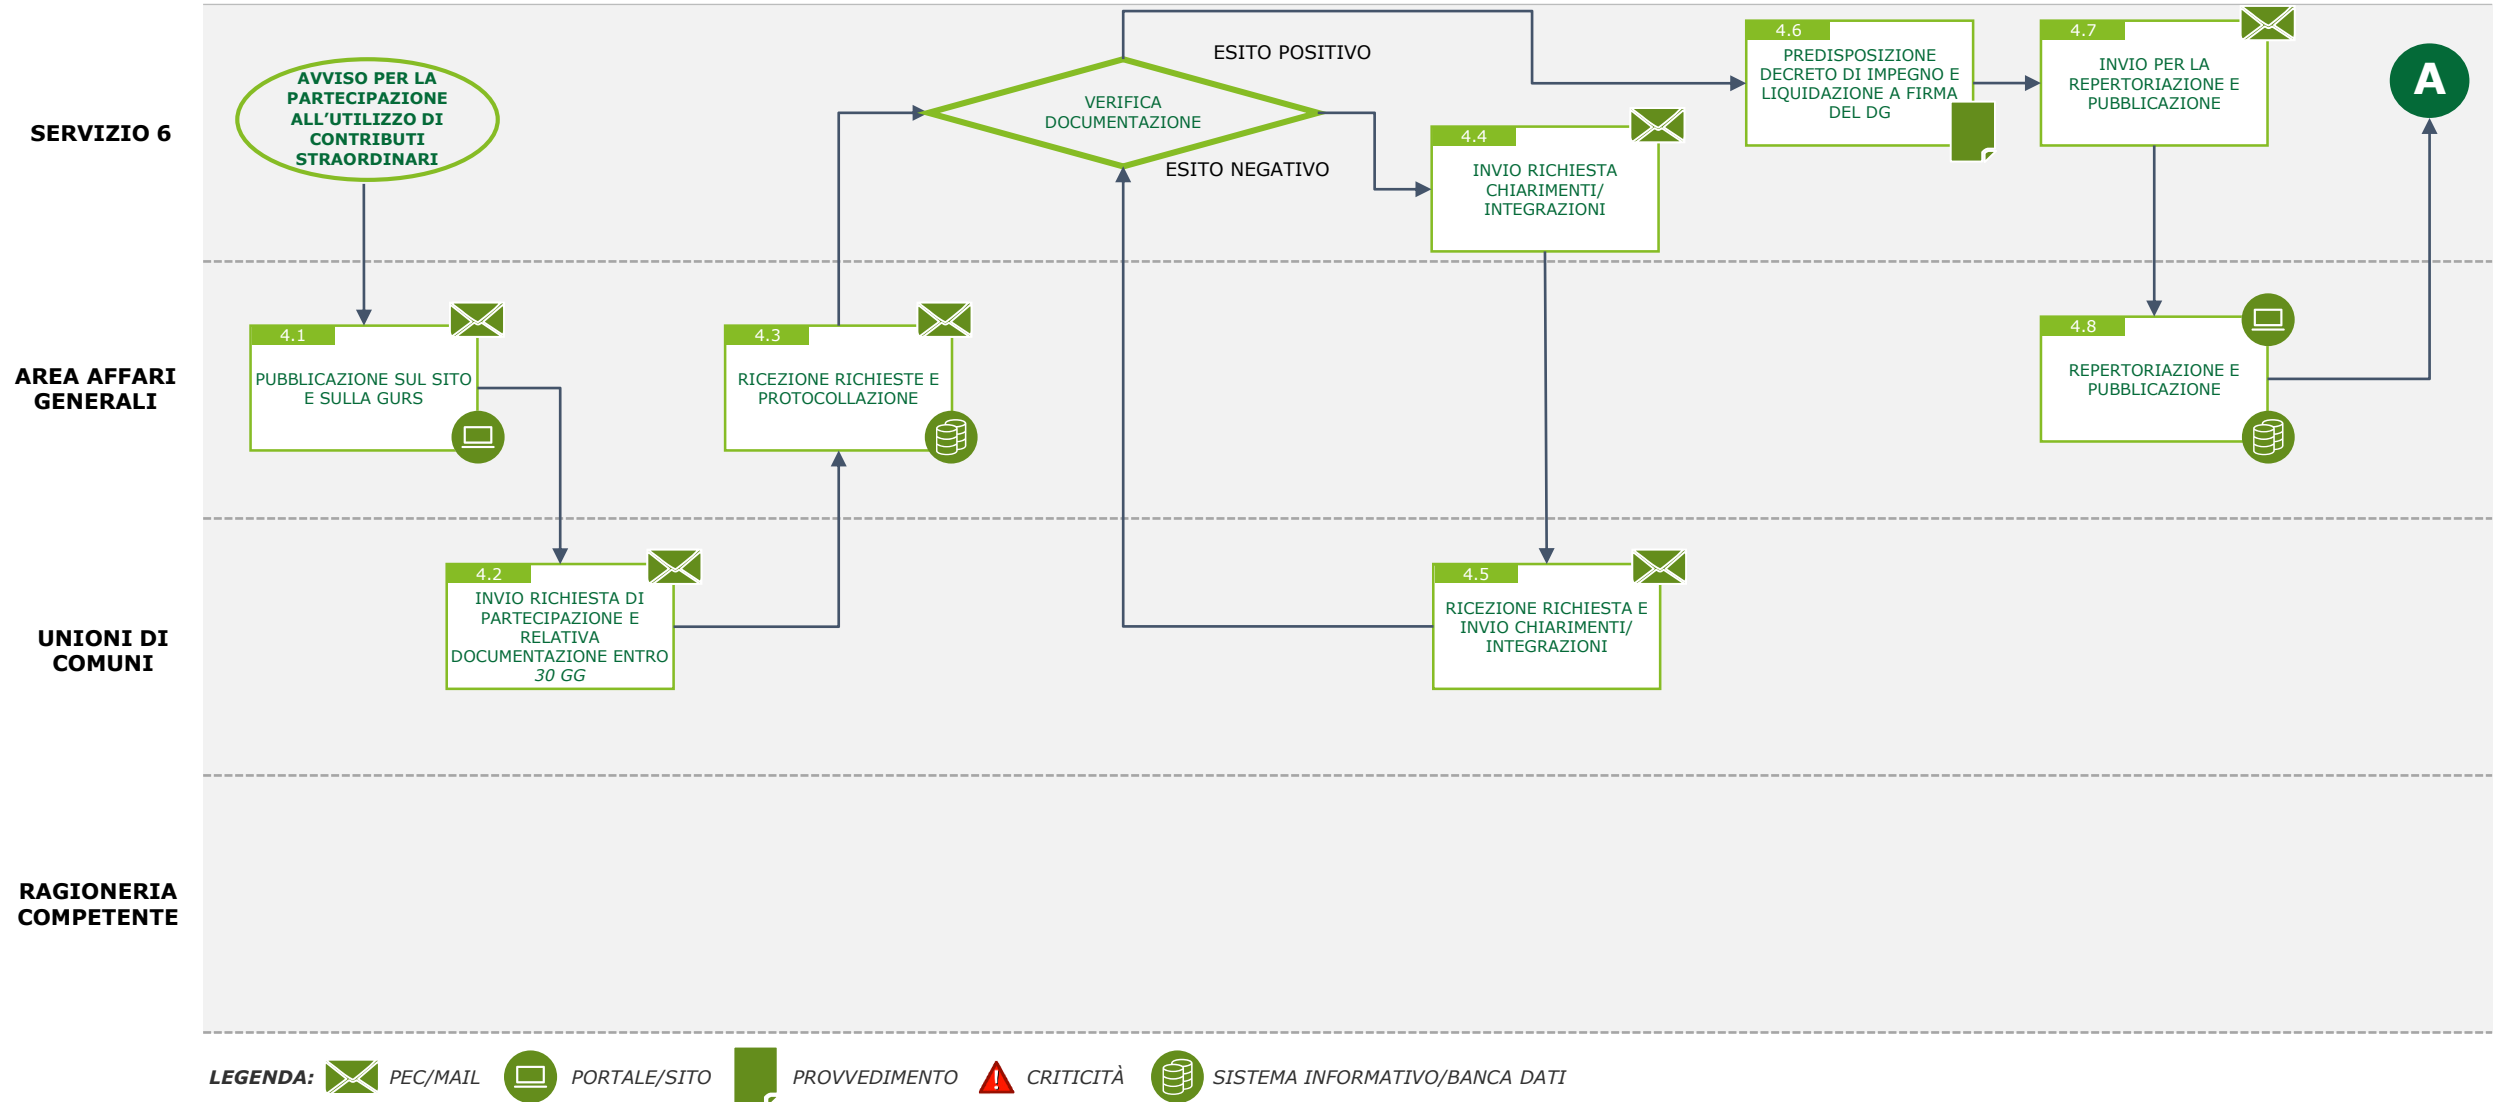 SERVIZIO 6
AVVISO PER LA
PARTECIPAZIONE
ALL'UTILIZZO DI
CONTRIBUTI
STRAORDINARI
VERIFICA
DOCUMENTAZIONE
ESITO POSITIVO
ESITO NEGATIVO
4.4
INVIO RICHIESTA
CHIARIMENTI/
INTEGRAZIONI
4.6
PREDISPOSIZIONE
DECRETO DI IMPEGNO E
LIQUIDAZIONE A FIRMA
DEL DG
4.7
INVIO PER LA
REPERTORIAZIONE E
PUBBLICAZIONE
A
AREA AFFARI
GENERALI
4.1
PUBBLICAZIONE SUL SITO
E SULLA GURS
4.3
RICEZIONE RICHIESTE E
PROTOCOLLAZIONE
4.8
REPERTORIAZIONE E
PUBBLICAZIONE
UNIONI DI
COMUNI
4.2
INVIO RICHIESTA DI
PARTECIPAZIONE E
RELATIVA
DOCUMENTAZIONE ENTRO
30 GG
4.5
RICEZIONE RICHIESTA E
INVIO CHIARIMENTI/
INTEGRAZIONI
RAGIONERIA
COMPETENTE
LEGENDA: PEC/MAIL PORTALE/SITO PROVVEDIMENTO CRITICITÀ SISTEMA INFORMATIVO/BANCA DATI